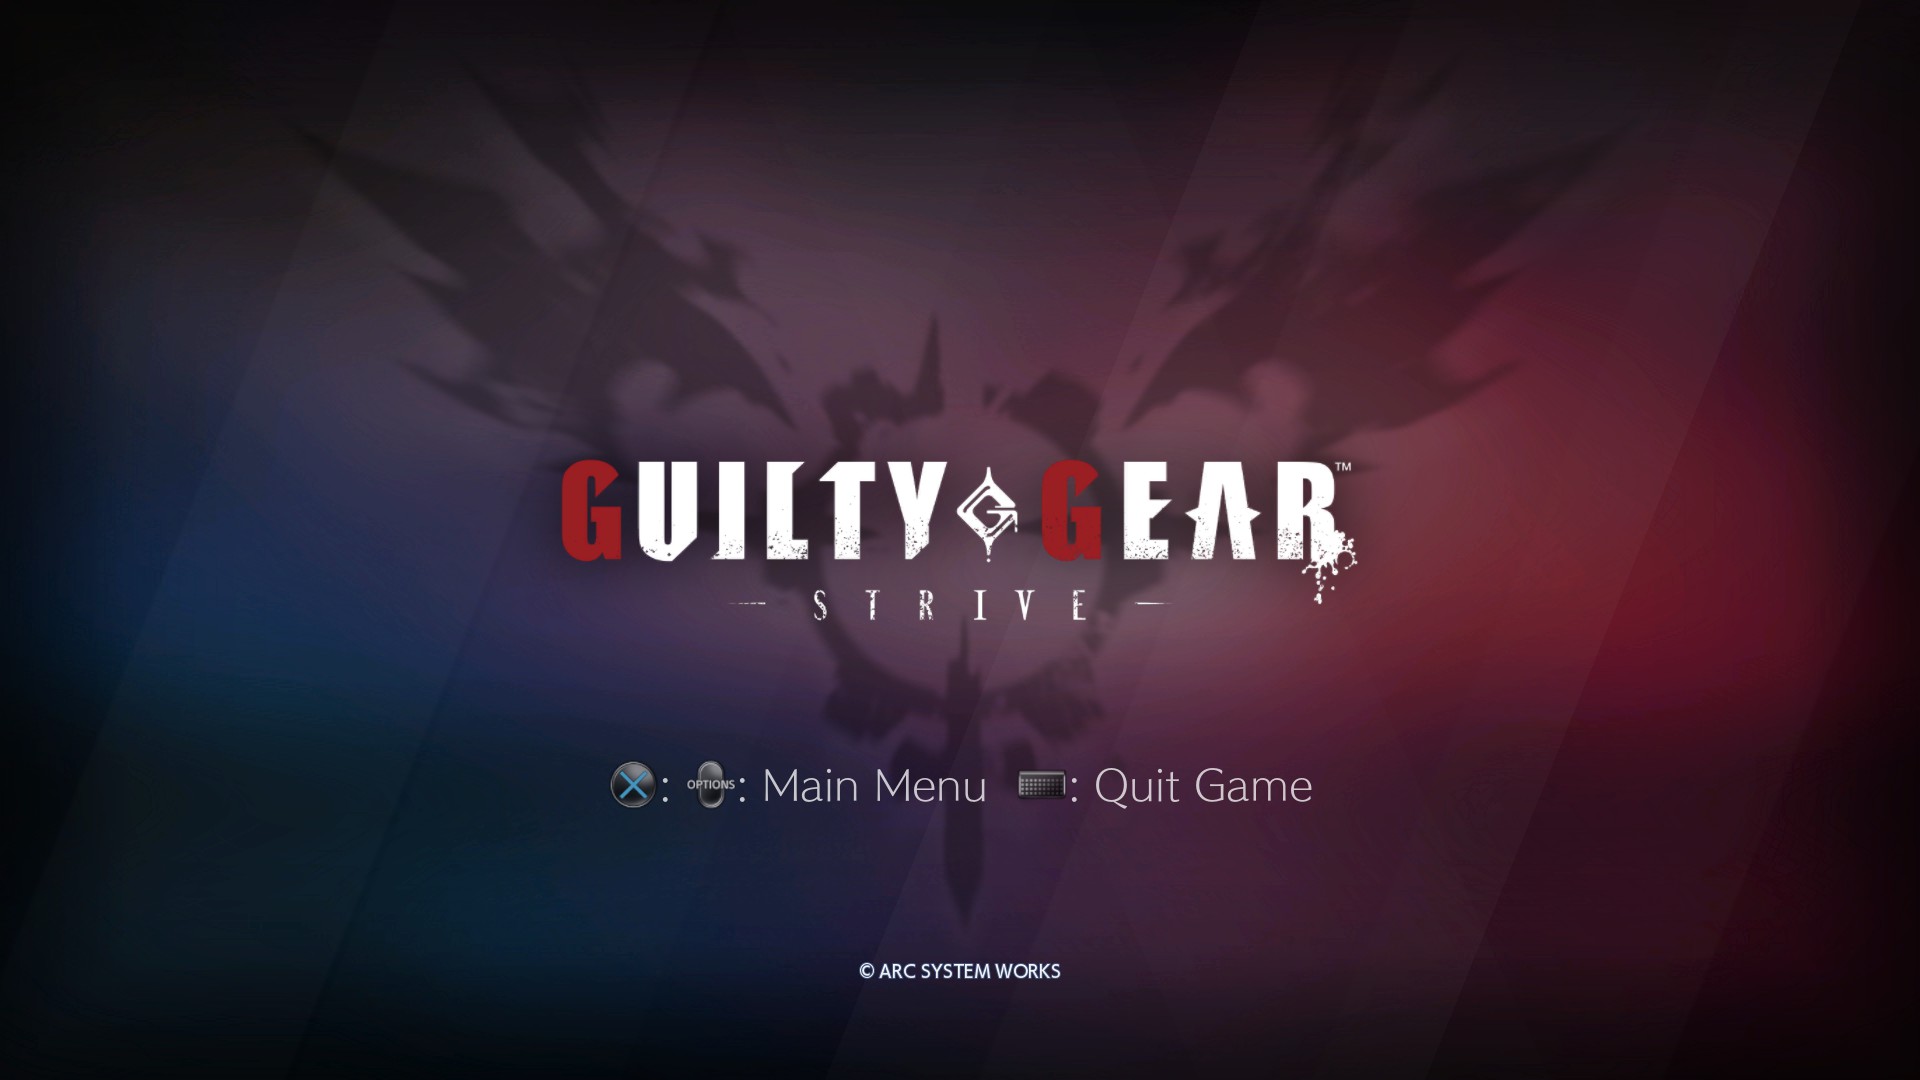 GUILTY GEAR™
STRIVE
: OPTIONS : Main Menu : Quit Game
© ARC SYSTEM WORKS